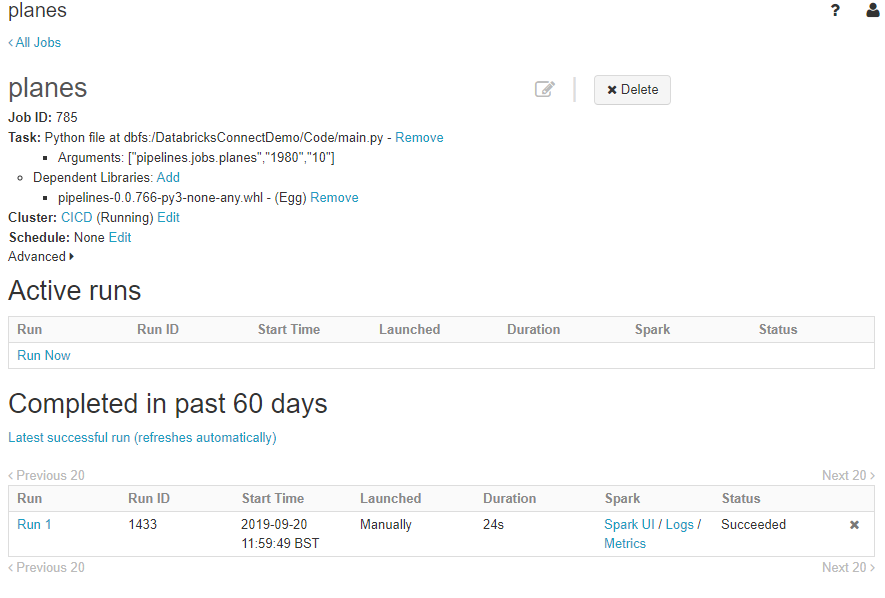 planes ?
‹ All Jobs
planes Delete
Job ID: 785
Task: Python file at dbfs:/DatabricksConnectDemo/Code/main.py - Remove
Arguments: ["pipelines.jobs.planes","1980","10"]
Dependent Libraries: Add
pipelines-0.0.766-py3-none-any.whl - (Egg) Remove
Cluster: CICD (Running) Edit
Schedule: None Edit
Advanced
Active runs
Run Run ID Start Time Launched Duration Spark Status
Run Now
Completed in past 60 days
Latest successful run (refreshes automatically)
‹ Previous 20 Next 20 ›
Run Run ID Start Time Launched Duration Spark Status
Run 1 1433 2019-09-20 Manually 24s Spark UI / Logs / Succeeded
11:59:49 BST Metrics
‹ Previous 20 Next 20 ›